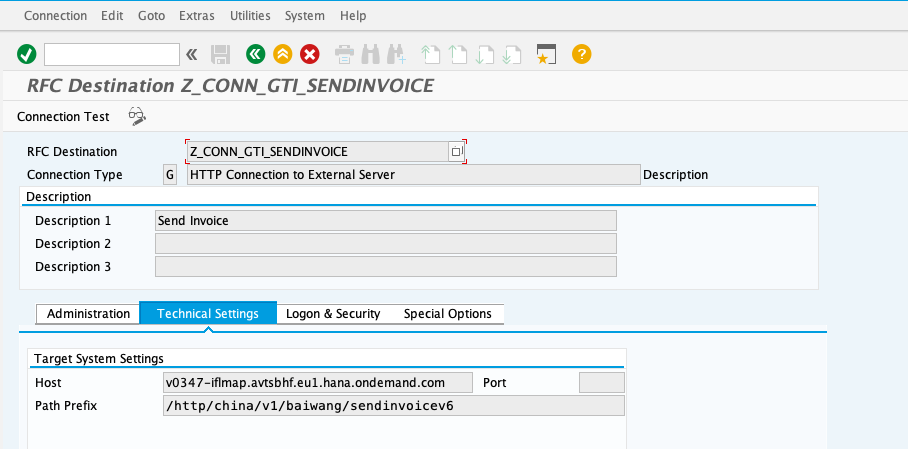 Connection Edit Goto Extras Utilities System Help
RFC Destination Z_CONN_GTI_SENDINVOICE
Connection Test
RFC Destination Z_CONN_GTI_SENDINVOICE
Connection Type G HTTP Connection to External Server Description
Description
Description 1 Send Invoice
Description 2
Description 3
Administration Technical Settings Logon & Security Special Options
Target System Settings
Host v0347-iflmap.avtsbhf.eu1.hana.ondemand.com Port
Path Prefix /http/china/v1/baiwang/sendinvoicev6